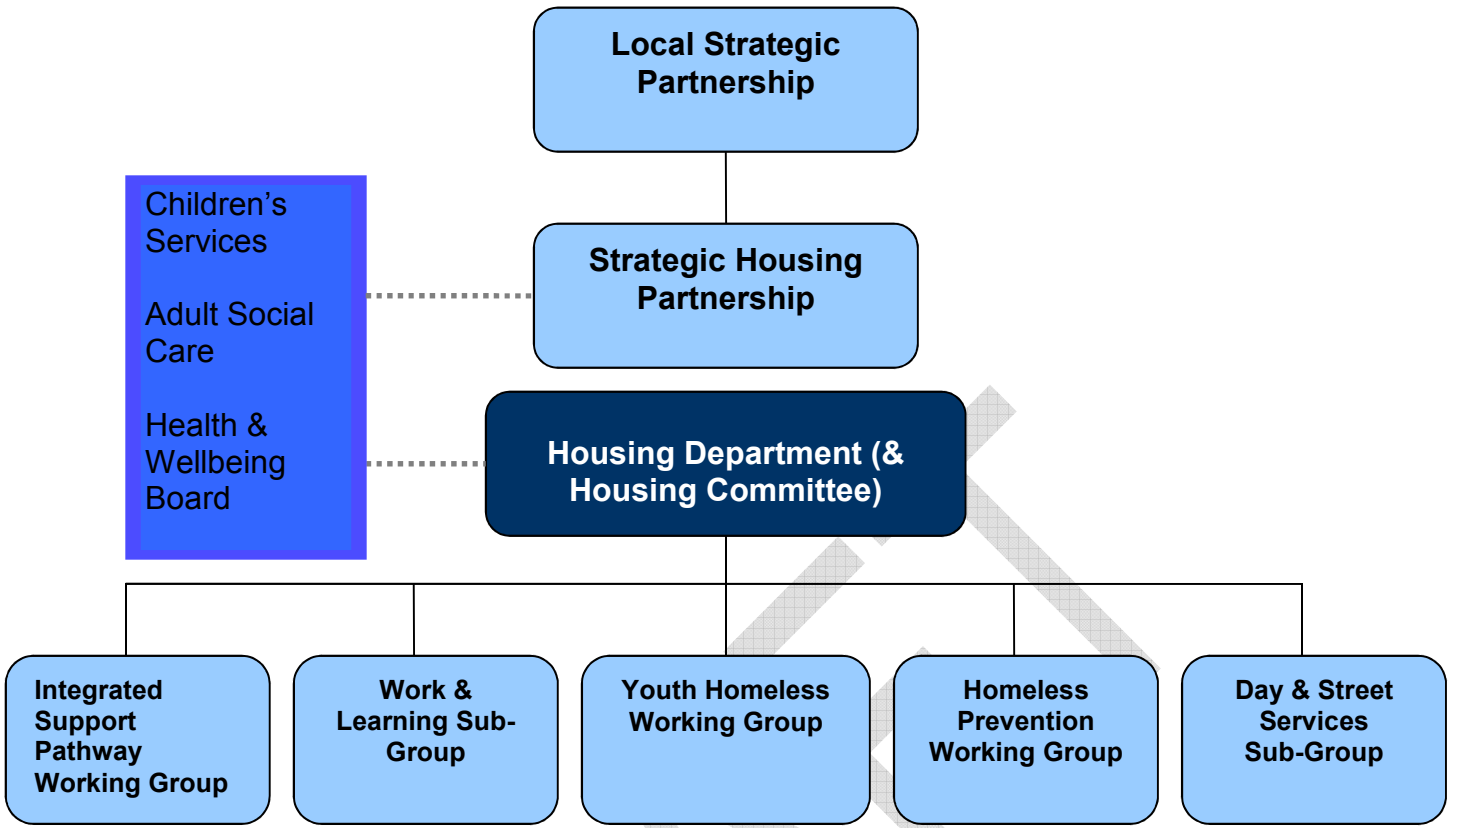 Local Strategic
Partnership
Children’s
Services
Adult Social
Care
Health &
Wellbeing
Board
Strategic Housing
Partnership
Housing Department (&
Housing Committee)
Integrated
Support
Pathway
Working Group
Work &
Learning Sub-
Group
Youth Homeless
Working Group
Homeless
Prevention
Working Group
Day & Street
Services
Sub-Group